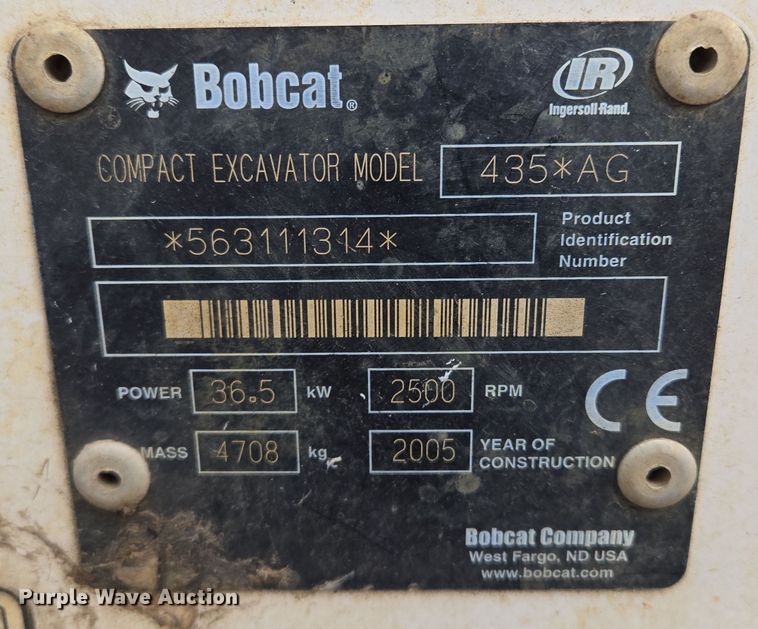 Bobcat®
IR
Ingersoll-Rand.
COMPACT EXCAVATOR MODEL 435*AG
*563111314* Product Identification Number
POWER 36.5 kW 2500 RPM
MASS 4708 kg 2005 YEAR OF CONSTRUCTION
CE
Bobcat Company
West Fargo, ND USA
www.bobcat.com
Purple Wave Auction